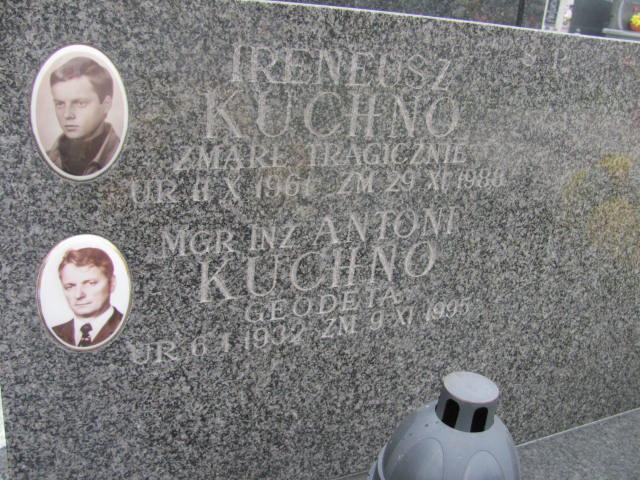 Ś P
IRENEUSZ
KUCHNO
ZMARŁ TRAGICZNIE
UR 11 X 1961 ZM 29 XI 1988
MGR INŻ ANTONI
KUCHNO
GEODETA
UR 6 I 1932 ZM 9 XI 1995